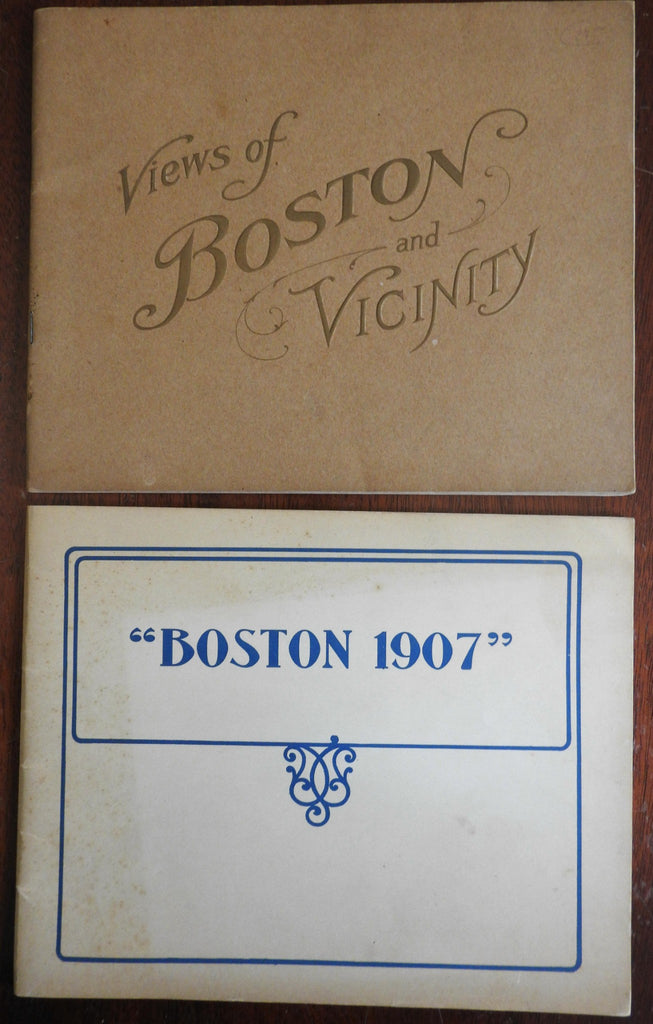 Views of
BOSTON
and
VICINITY
“BOSTON 1907”